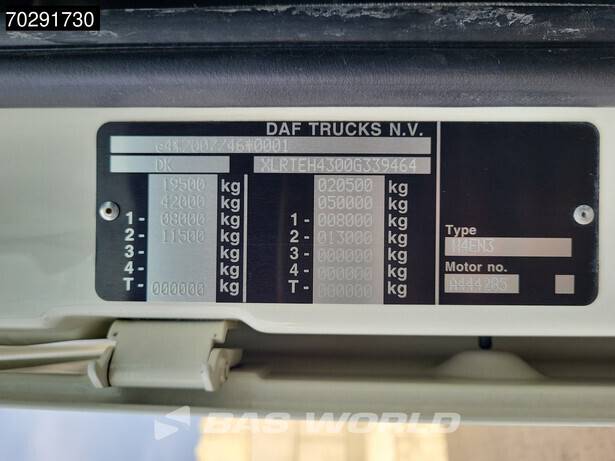 70291730
DAF TRUCKS N.V.
e4*2007/46*0001
DK XLRTEH4300G339464
19500 kg 020500 kg
42000 kg 050000 kg
1- 08000 kg 1- 008000 kg
2- 11500 kg 2- 013000 kg
3- kg 3- 000000 kg
4- kg 4- 000000 kg
T- 000000 kg T- 000000 kg
Type
N4EN3
Motor no.
A444285
BAS WORLD